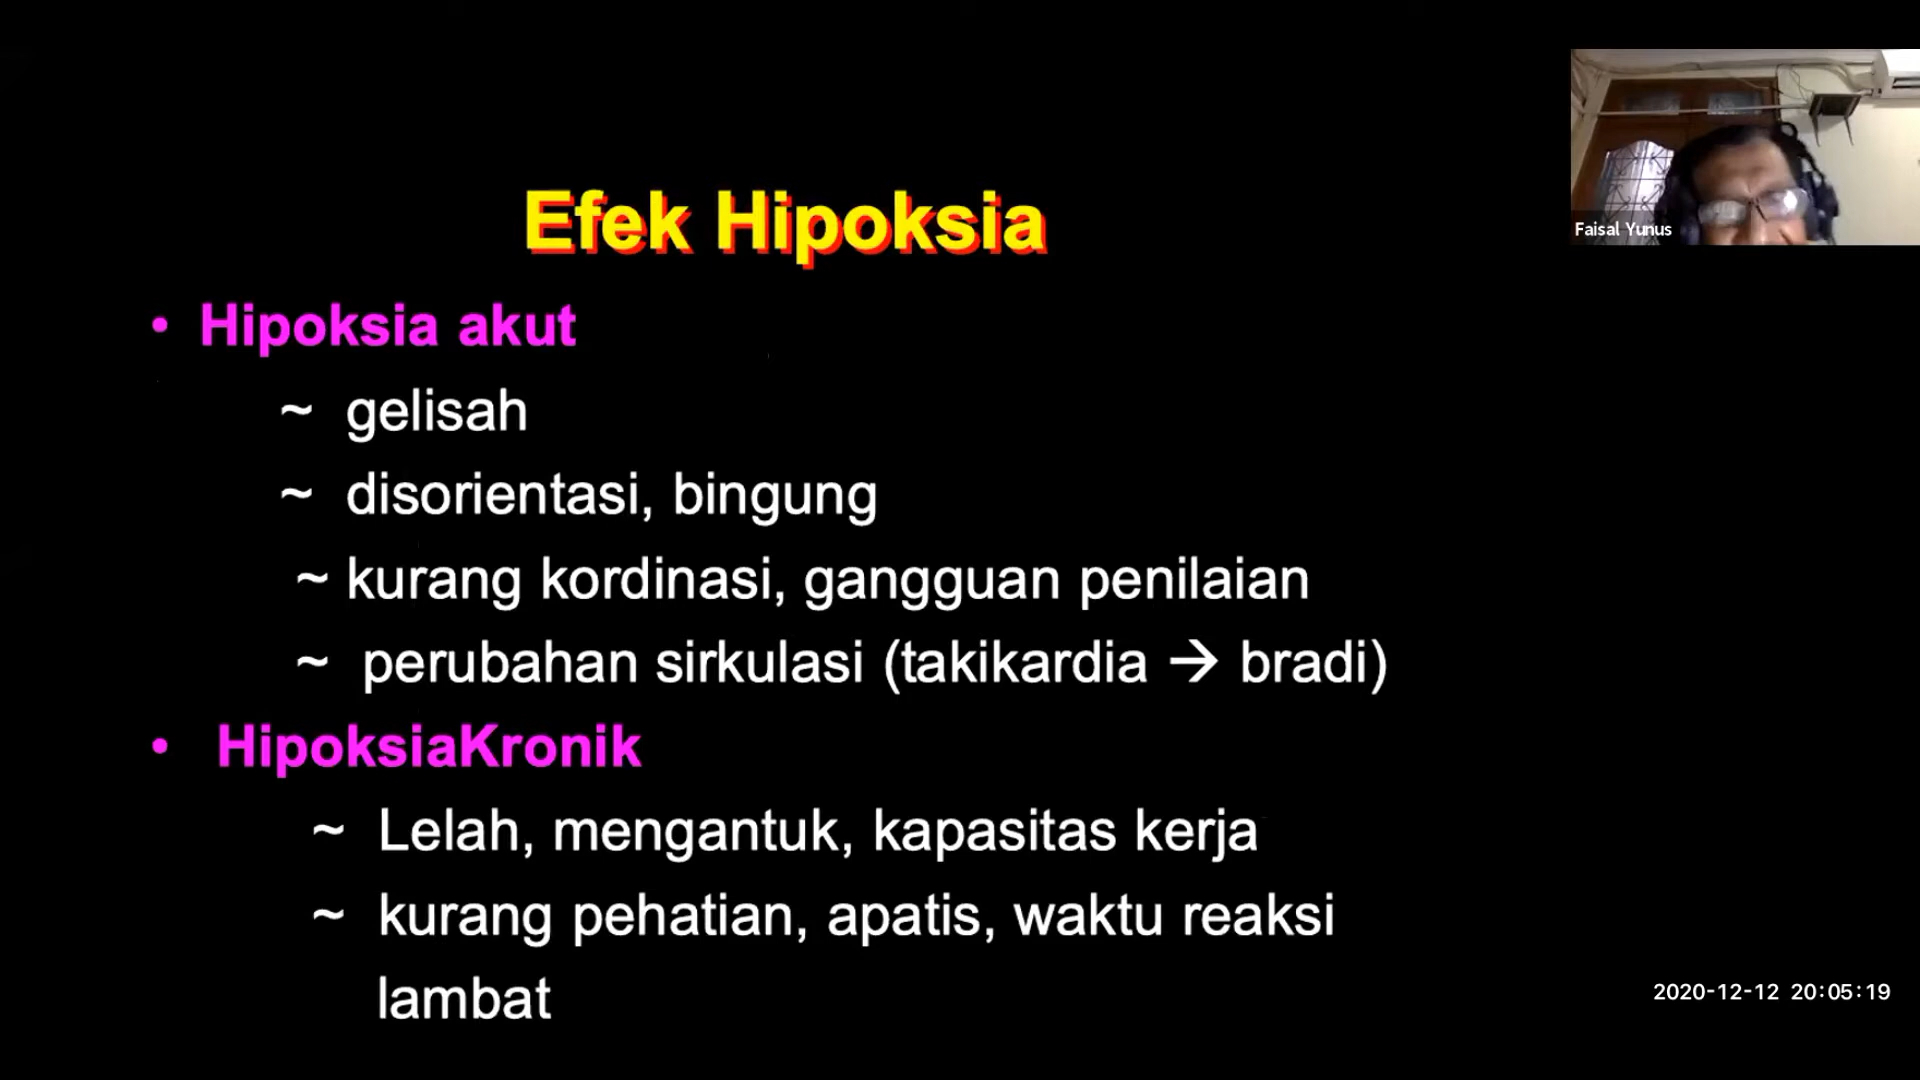 Efek Hipoksia
Faisal Yunus
• Hipoksia akut
~ gelisah
~ disorientasi, bingung
~ kurang kordinasi, gangguan penilaian
~ perubahan sirkulasi (takikardia → bradi)
• HipoksiaKronik
~ Lelah, mengantuk, kapasitas kerja
~ kurang pehatian, apatis, waktu reaksi
lambat
2020-12-12 20:05:19